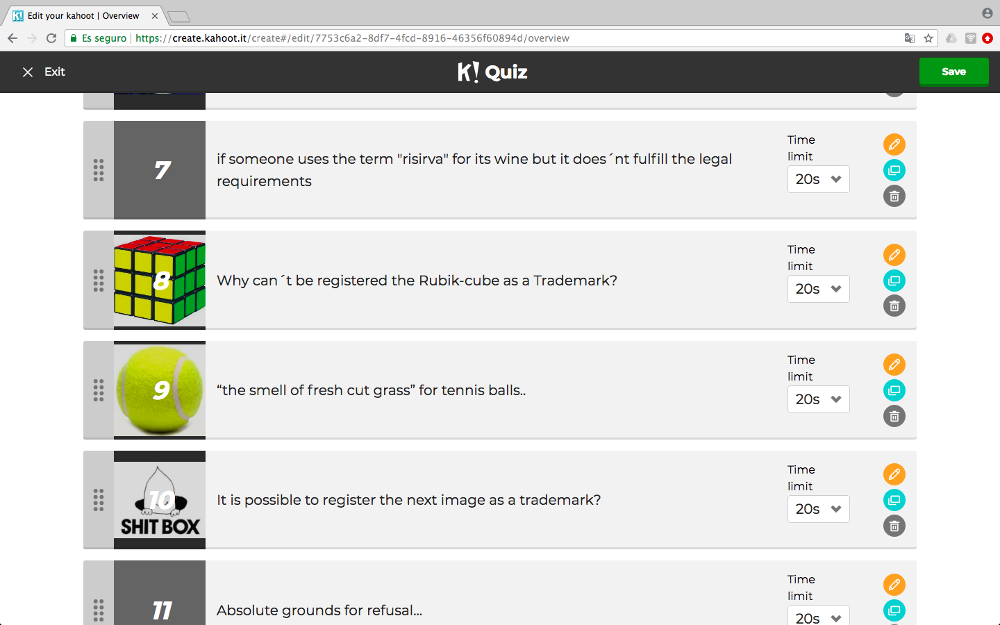 Edit your kahoot | Overview
Es seguro https://create.kahoot.it/create#/edit/7753c6a2-8df7-4fcd-8916-46356f60894d/overview
Exit
K! Quiz
Save
7
if someone uses the term "risirva" for its wine but it does´nt fulfill the legal
requirements
Time
limit
20s
8
Why can´t be registered the Rubik-cube as a Trademark?
Time
limit
20s
9
“the smell of fresh cut grass” for tennis balls..
Time
limit
20s
10
SHIT BOX
It is possible to register the next image as a trademark?
Time
limit
20s
11
Absolute grounds for refusal...
Time
limit
20s